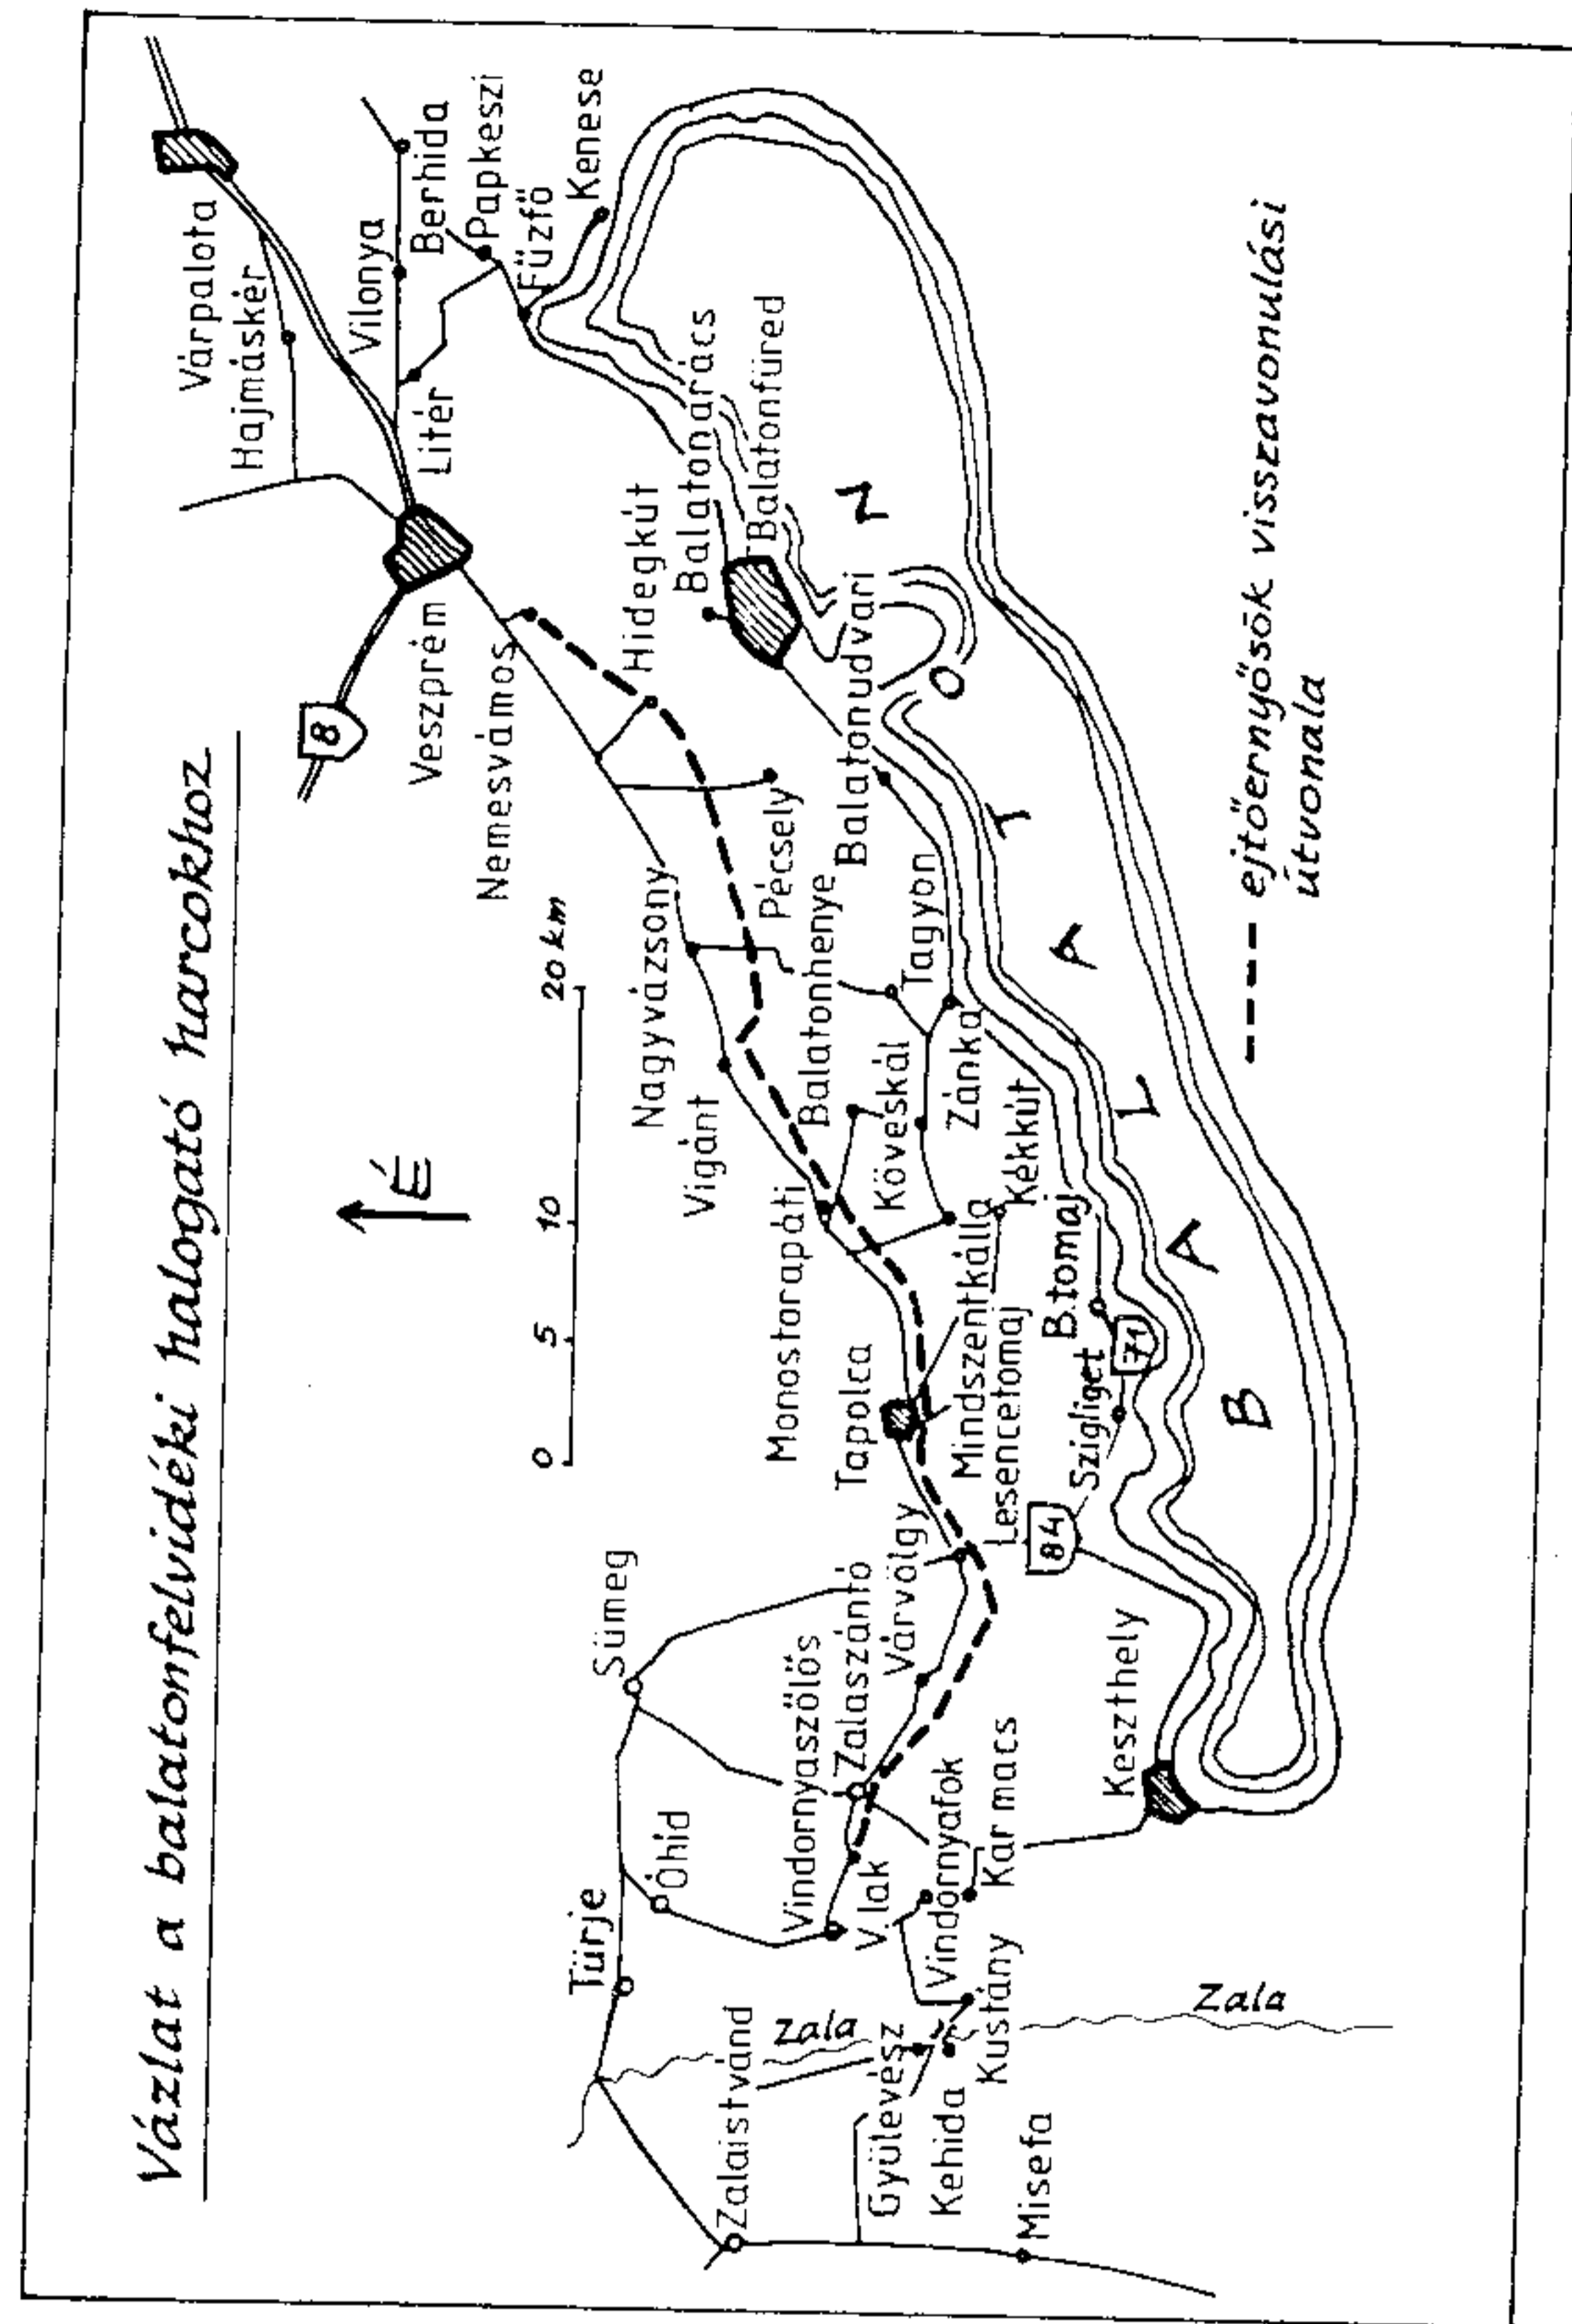 Vázlat a balatonfelvidéki halogató harcokhoz
É
0 5 10 20 km
8
Várpalota
Hajmáskér
Vilonya
Berhida
Papkeszi
Fűzfő
Kenese
Litér
Veszprém
Nemesvámos
Hidegkút
Balatonarács
Balatonfüred
Balatonudvari
Pécsely
Nagyvázsony
Vigánt
Balatonhenye
Tagyon
Zánka
Köveskál
Kékkút
Monostorapáti
Mindszentkálla
B.tomaj
71
Szigliget
Tapolca
Lesencetomaj
84
Sümeg
Várvölgy
Zalaszántó
Vindornyaszőlős
Óhíd
Türje
V.lak
Vindornyafok
Karmacs
Keszthely
Kustány
Zalaistvánd
Zala
Zala
Gyülevész
Kehida
Misefa
B A L A T O N
---- ejtőernyősök visszavonulási
útvonala